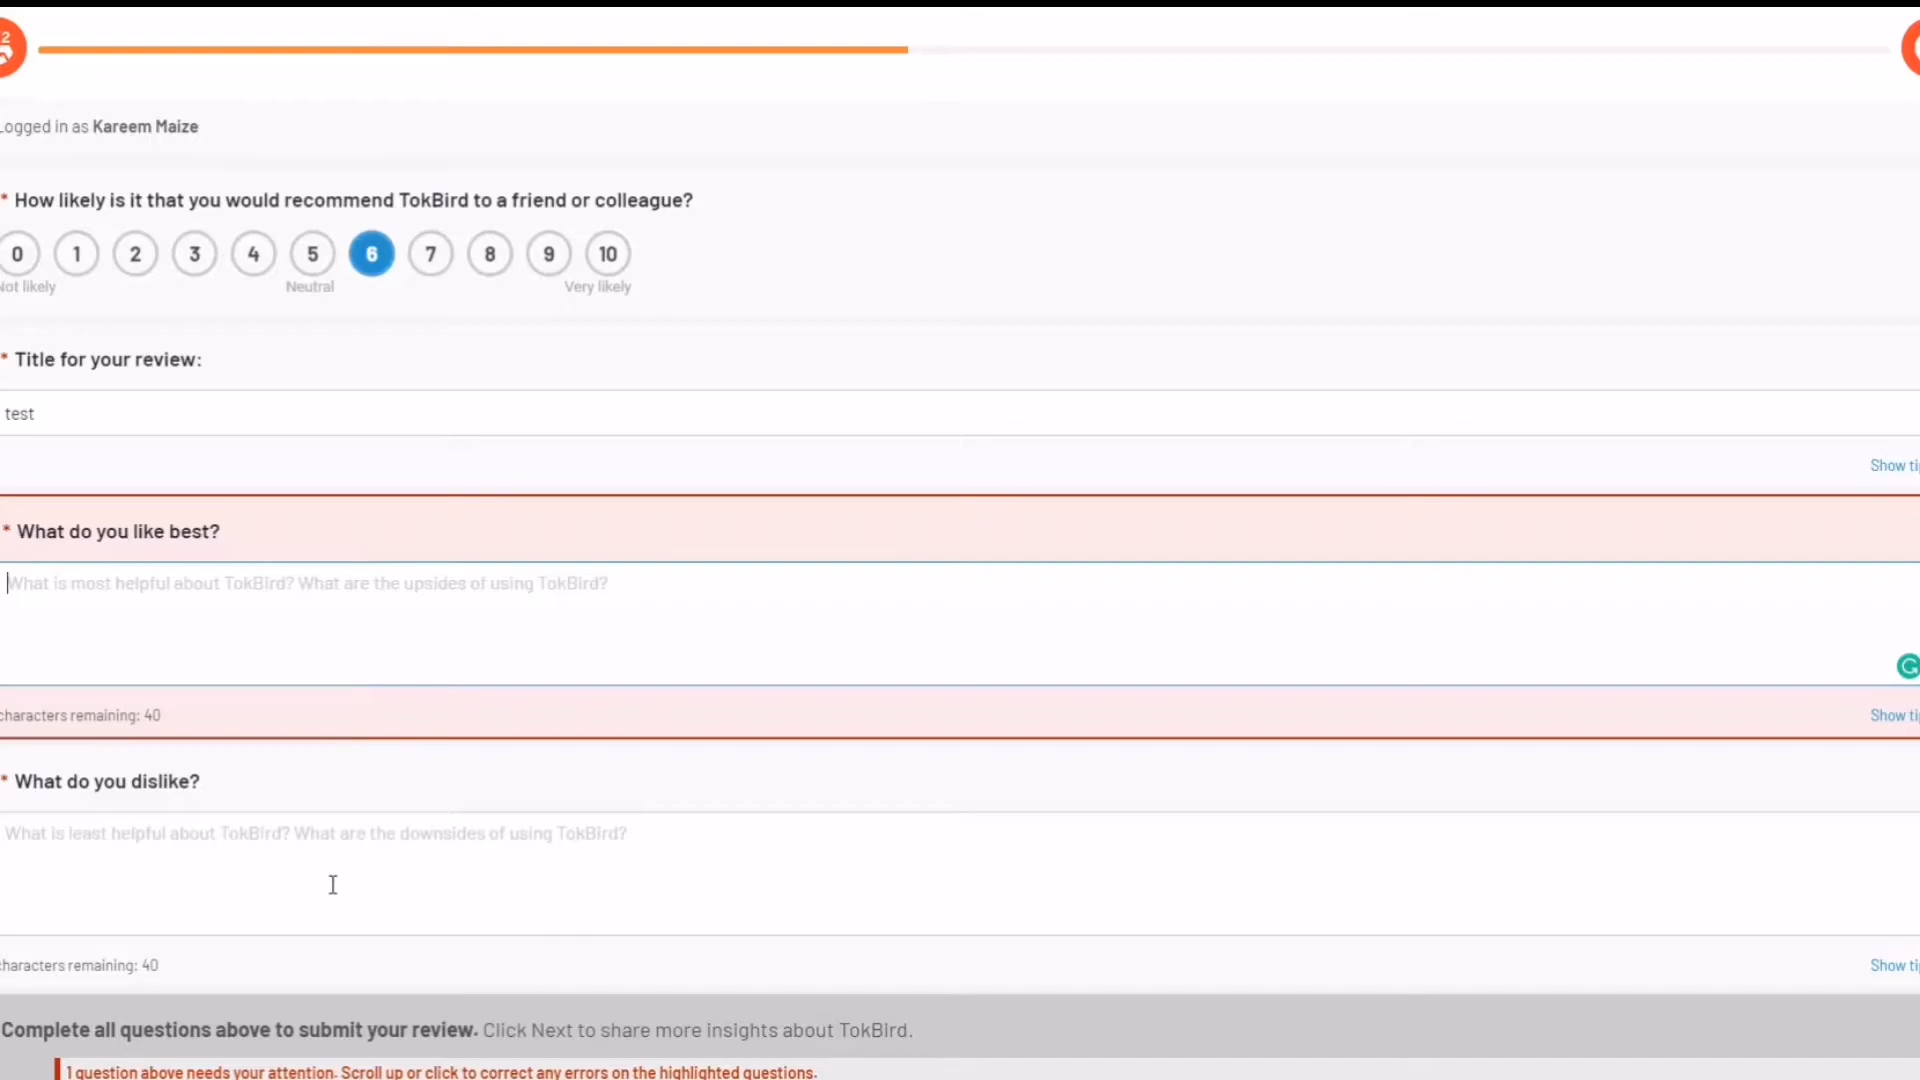 2
Logged in as Kareem Maize
* How likely is it that you would recommend TokBird to a friend or colleague?
0 1 2 3 4 5 6 7 8 9 10
Not likely Neutral Very likely
* Title for your review:
test
Show ti
* What do you like best?
What is most helpful about TokBird? What are the upsides of using TokBird?
characters remaining: 40
Show ti
* What do you dislike?
What is least helpful about TokBird? What are the downsides of using TokBird?
characters remaining: 40
Show ti
Complete all questions above to submit your review. Click Next to share more insights about TokBird.
1 question above needs your attention. Scroll up or click to correct any errors on the highlighted questions.